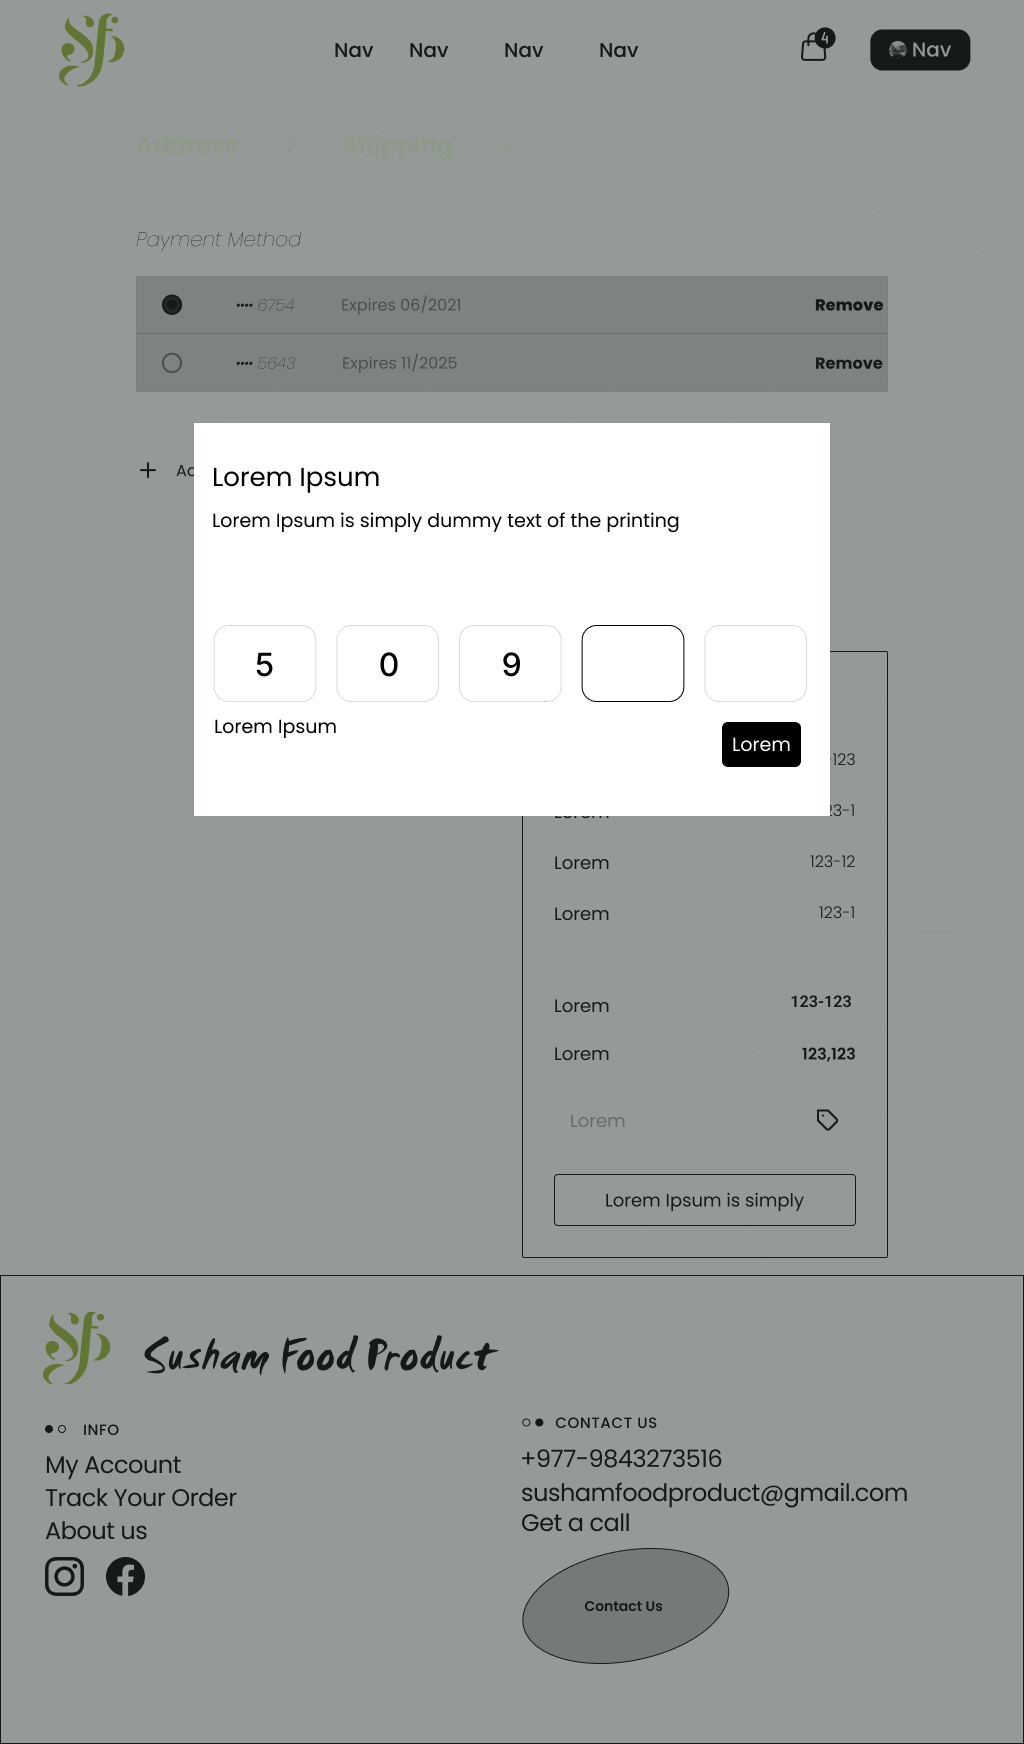 Nav Nav Nav Nav 4 Nav
Address > Shipping >
Payment Method
•••• 6754 Expires 06/2021 Remove
•••• 5643 Expires 11/2025 Remove
Lorem Ipsum
Lorem Ipsum is simply dummy text of the printing
5 0 9
Lorem Ipsum
Lorem
-123
Lorem 23-1
Lorem 123-12
Lorem 123-1
Lorem 123-123
Lorem 123,123
Lorem
Lorem Ipsum is simply
Susham Food Product
INFO
My Account
Track Your Order
About us
CONTACT US
+977-9843273516
sushamfoodproduct@gmail.com
Get a call
Contact Us